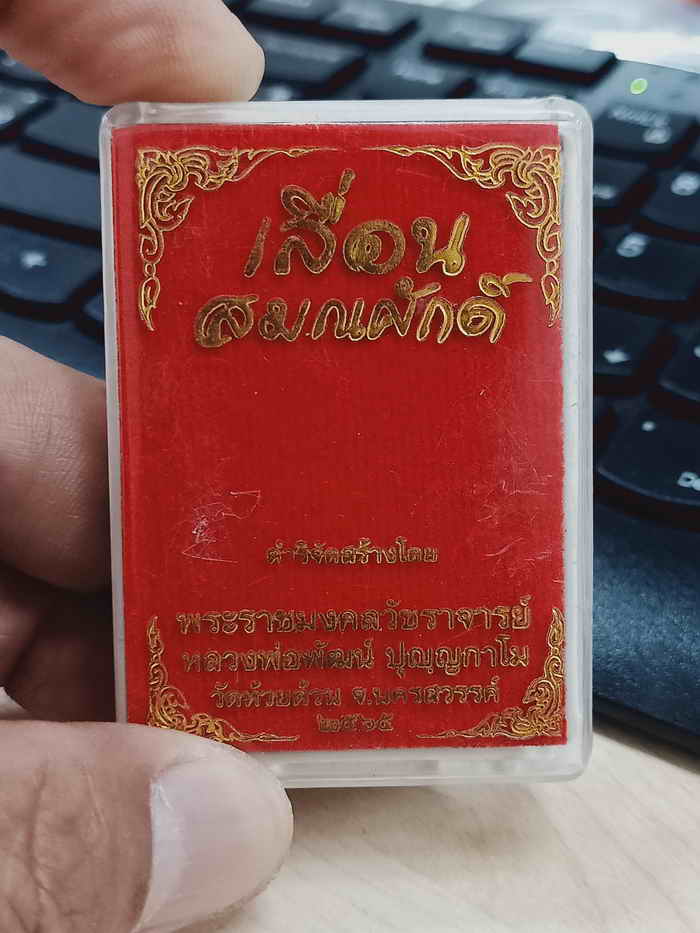 เลื่อน
สมณศักดิ์
ดำริจัดสร้างโดย
พระราชมงคลวัชราจารย์
หลวงพ่อพัฒน์ ปุญฺญกาโม
วัดห้วยด้วน จ.นครสวรรค์
๒๕๖๕